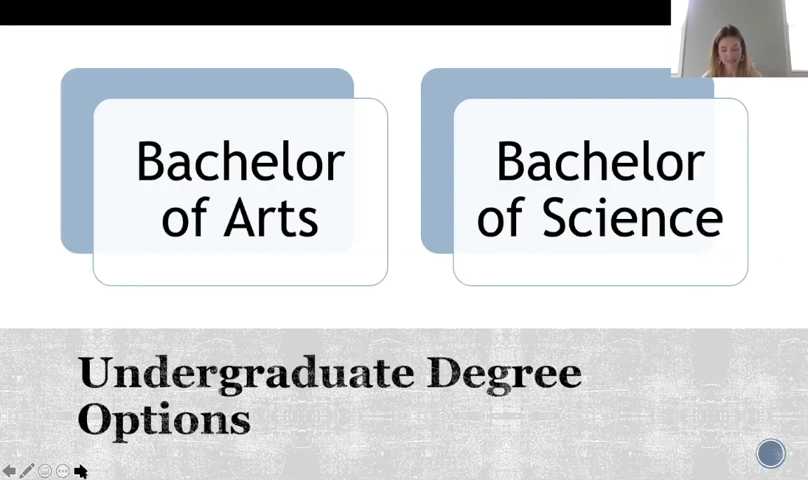 Bachelor
of Arts
Bachelor
of Science
Undergraduate Degree
Options